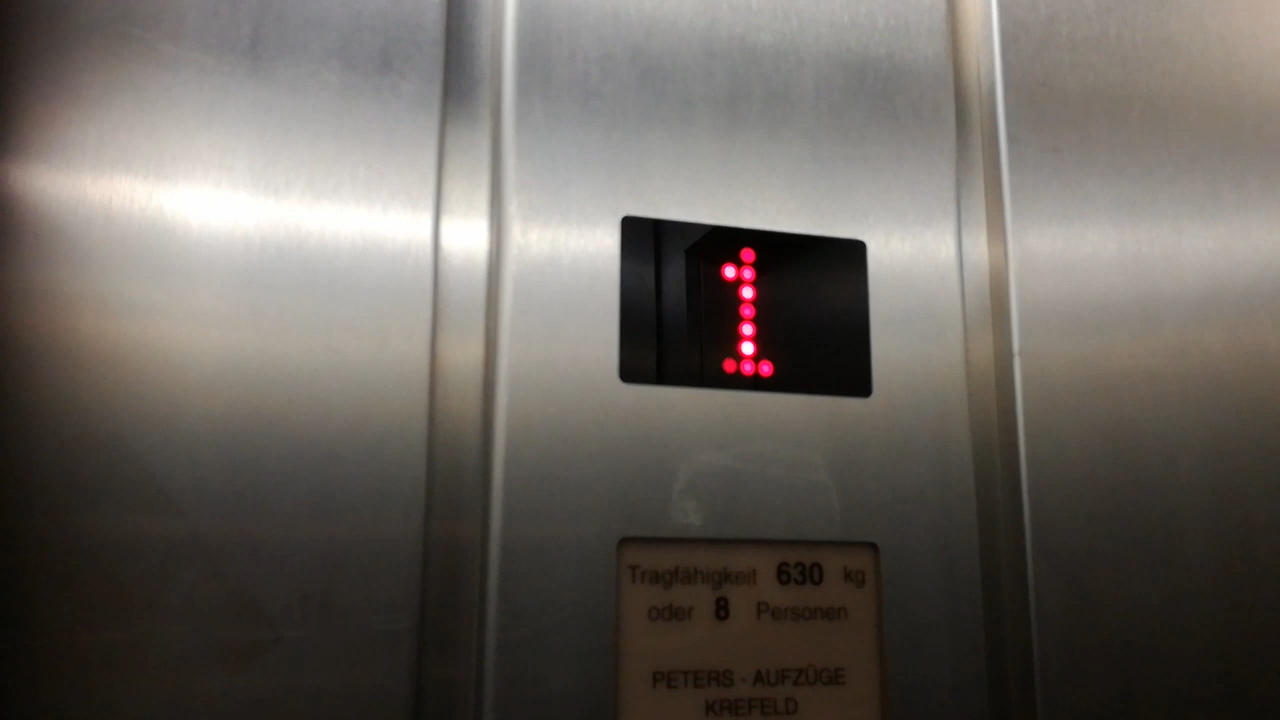 1
Tragfähigkeit 630 kg
oder 8 Personen
PETERS - AUFZÜGE
KREFELD